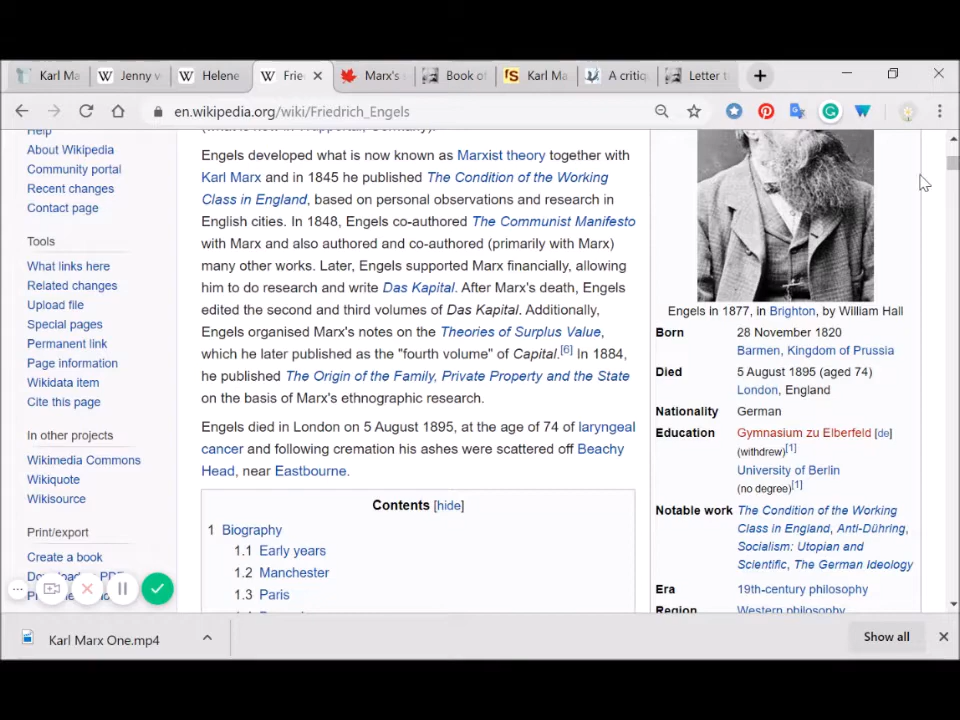 Karl Ma
Jenny v
Helene
Frie
Marx's
Book of
Karl Ma
A critiq
Letter t
en.wikipedia.org/wiki/Friedrich_Engels
Help
About Wikipedia
Community portal
Recent changes
Contact page
Tools
What links here
Related changes
Upload file
Special pages
Permanent link
Page information
Wikidata item
Cite this page
In other projects
Wikimedia Commons
Wikiquote
Wikisource
Print/export
Create a book
Engels developed what is now known as Marxist theory together with
Karl Marx and in 1845 he published The Condition of the Working
Class in England, based on personal observations and research in
English cities. In 1848, Engels co-authored The Communist Manifesto
with Marx and also authored and co-authored (primarily with Marx)
many other works. Later, Engels supported Marx financially, allowing
him to do research and write Das Kapital. After Marx's death, Engels
edited the second and third volumes of Das Kapital. Additionally,
Engels organised Marx's notes on the Theories of Surplus Value,
which he later published as the "fourth volume" of Capital.[6] In 1884,
he published The Origin of the Family, Private Property and the State
on the basis of Marx's ethnographic research.
Engels died in London on 5 August 1895, at the age of 74 of laryngeal
cancer and following cremation his ashes were scattered off Beachy
Head, near Eastbourne.
Contents [hide]
1 Biography
1.1 Early years
1.2 Manchester
1.3 Paris
Engels in 1877, in Brighton, by William Hall
Born 28 November 1820
Barmen, Kingdom of Prussia
Died 5 August 1895 (aged 74)
London, England
Nationality German
Education Gymnasium zu Elberfeld [de]
(withdrew)[1]
University of Berlin
(no degree)[1]
Notable work The Condition of the Working
Class in England, Anti-Dühring,
Socialism: Utopian and
Scientific, The German Ideology
Era 19th-century philosophy
Region Western philosophy
Karl Marx One.mp4
Show all